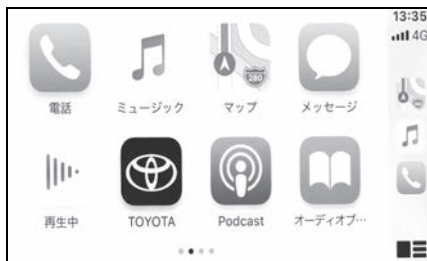 13:35
4G
280
電話
ミュージック
マップ
メッセージ
再生中
TOYOTA
Podcast
オーディオブ…